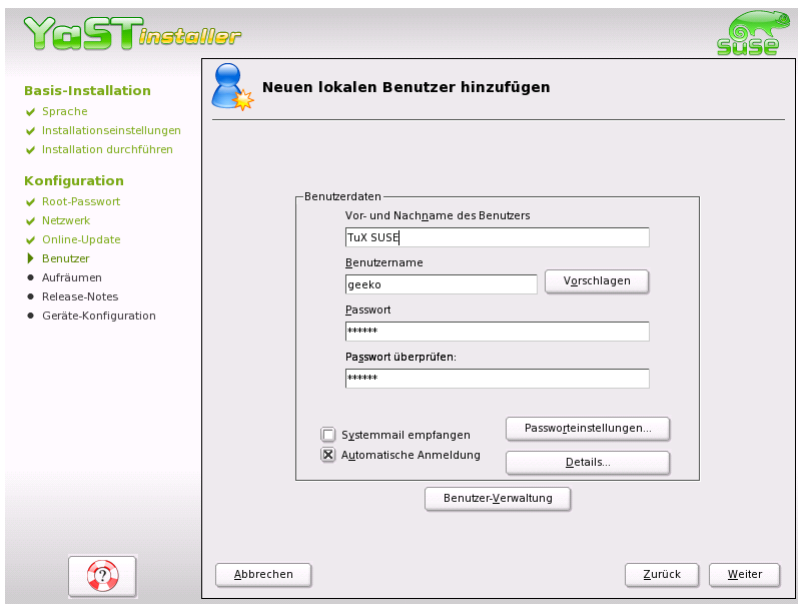 YaST installer
SUSE
Basis-Installation
Sprache
Installationseinstellungen
Installation durchführen
Konfiguration
Root-Passwort
Netzwerk
Online-Update
Benutzer
Aufräumen
Release-Notes
Geräte-Konfiguration
Neuen lokalen Benutzer hinzufügen
Benutzerdaten
Vor- und Nachname des Benutzers
TuX SUSE
Benutzername
geeko
Vorschlagen
Passwort
******
Passwort überprüfen:
******
Systemmail empfangen
Passworteinstellungen...
Automatische Anmeldung
Details...
Benutzer-Verwaltung
?
Abbrechen
Zurück
Weiter